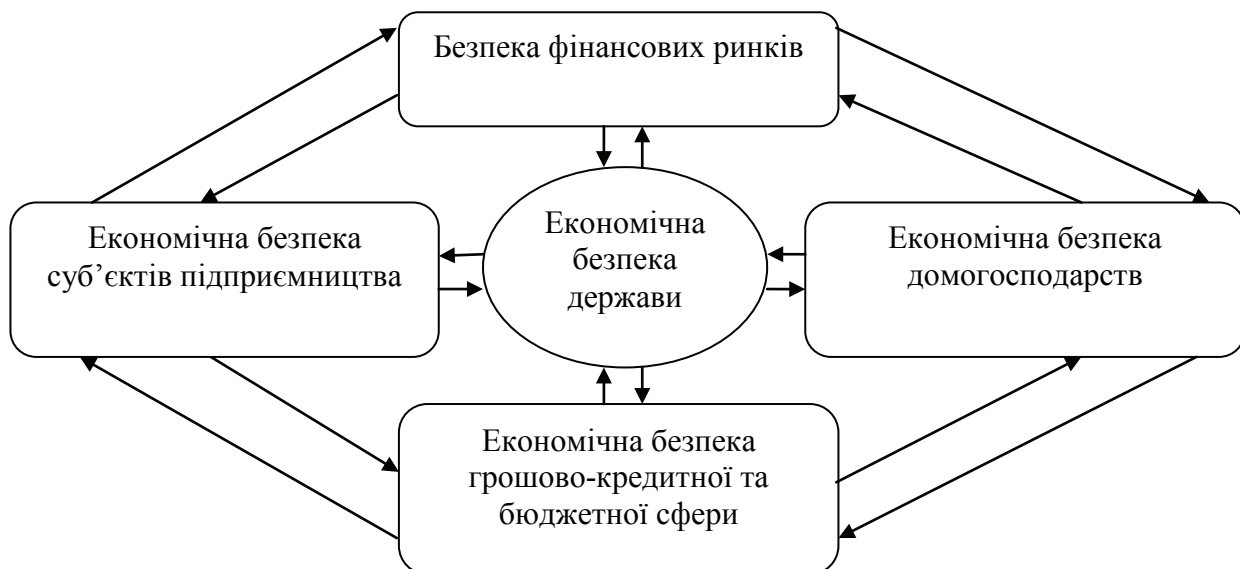 Безпека фінансових ринків
Економічна безпека
суб’єктів підприємництва
Економічна
безпека
держави
Економічна безпека
домогосподарств
Економічна безпека
грошово-кредитної та
бюджетної сфери